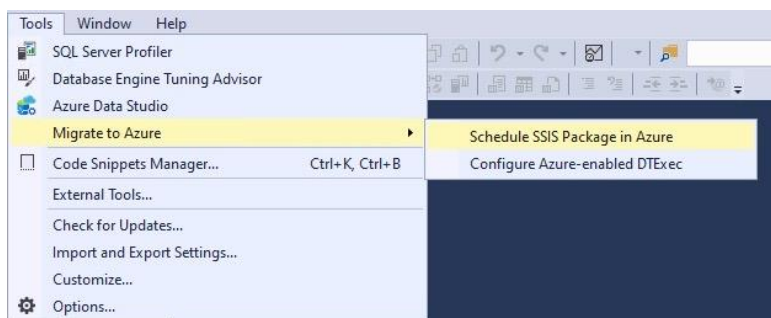 Tools Window Help
SQL Server Profiler
Database Engine Tuning Advisor
Azure Data Studio
Migrate to Azure
Schedule SSIS Package in Azure
Configure Azure-enabled DTExec
Code Snippets Manager... Ctrl+K, Ctrl+B
External Tools...
Check for Updates...
Import and Export Settings...
Customize...
Options...